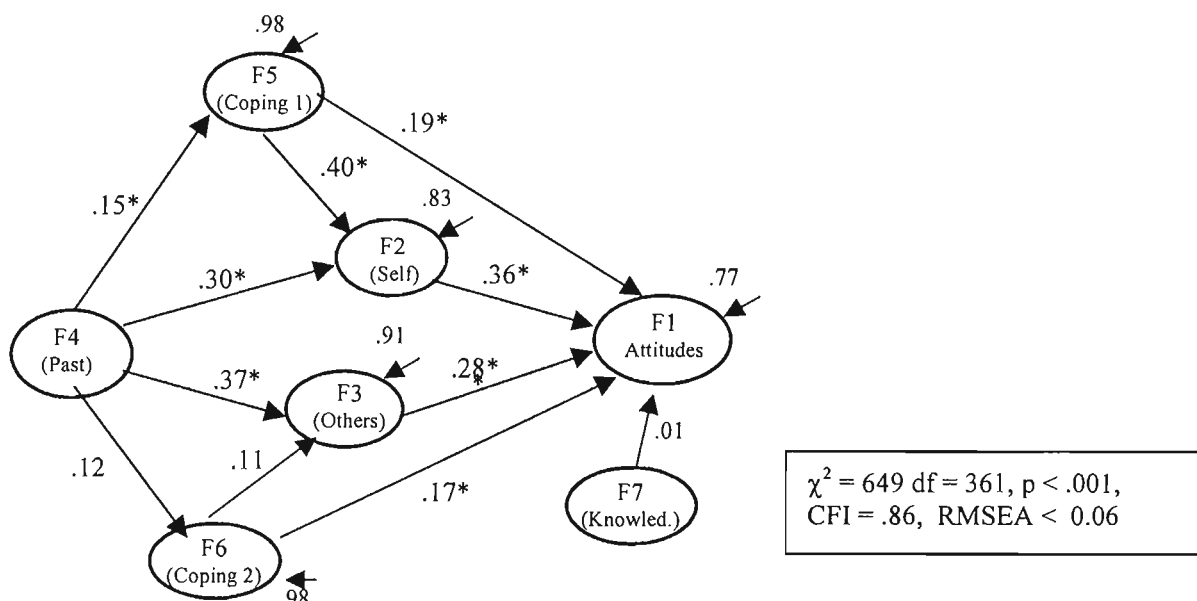 .98
F5
(Coping 1)
.19*
.40*
.83
.15*
F2
(Self)
.30*
.36*
.77
F1
Attitudes
F4
(Past)
.91
.37*
F3
(Others)
.28*
*
.12
.11
.17*
.01
F7
(Knowled.)
F6
(Coping 2)
.98
χ² = 649 df = 361, p < .001,
CFI = .86, RMSEA < 0.06